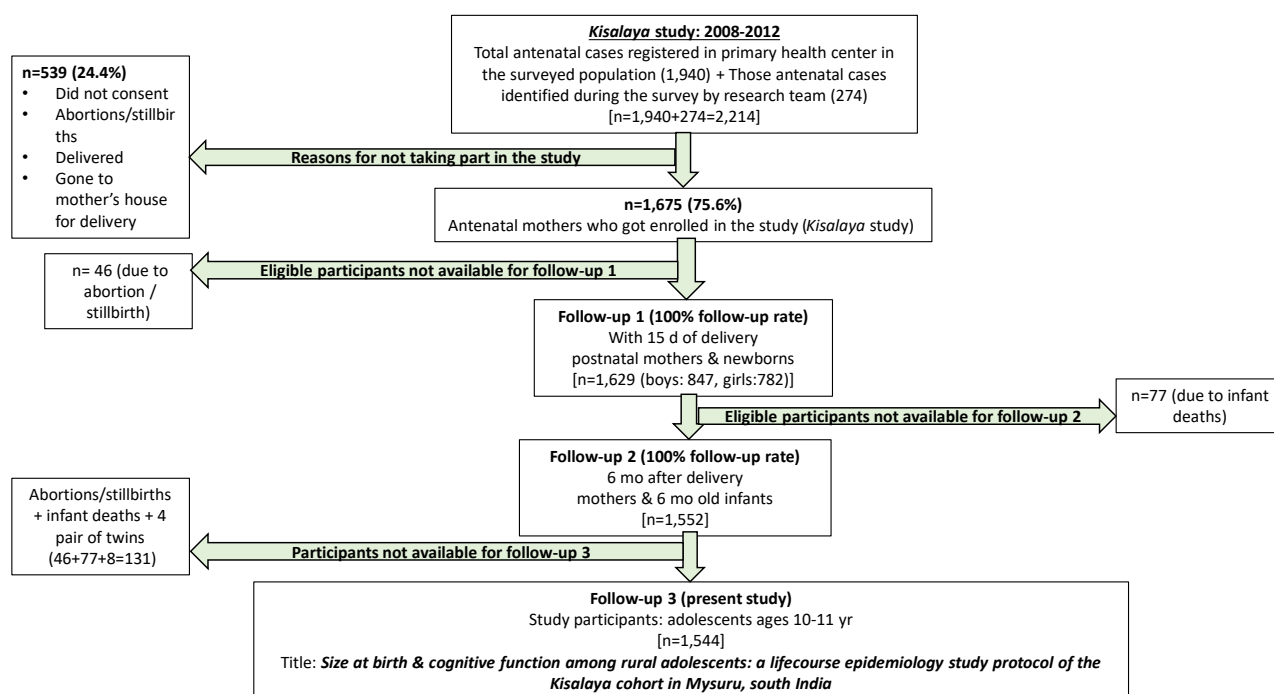 Kisalaya study: 2008-2012
Total antenatal cases registered in primary health center in
the surveyed population (1,940) + Those antenatal cases
identified during the survey by research team (274)
[n=1,940+274=2,214]
n=539 (24.4%)
• Did not consent
• Abortions/stillbir
ths
• Delivered
• Gone to
mother's house
for delivery
Reasons for not taking part in the study
n=1,675 (75.6%)
Antenatal mothers who got enrolled in the study (Kisalaya study)
n= 46 (due to
abortion /
stillbirth)
Eligible participants not available for follow-up 1
Follow-up 1 (100% follow-up rate)
With 15 d of delivery
postnatal mothers & newborns
[n=1,629 (boys: 847, girls:782)]
Eligible participants not available for follow-up 2
n=77 (due to infant
deaths)
Follow-up 2 (100% follow-up rate)
6 mo after delivery
mothers & 6 mo old infants
[n=1,552]
Abortions/stillbirths
+ infant deaths + 4
pair of twins
(46+77+8=131)
Participants not available for follow-up 3
Follow-up 3 (present study)
Study participants: adolescents ages 10-11 yr
[n=1,544]
Title: Size at birth & cognitive function among rural adolescents: a lifecourse epidemiology study protocol of the
Kisalaya cohort in Mysuru, south India